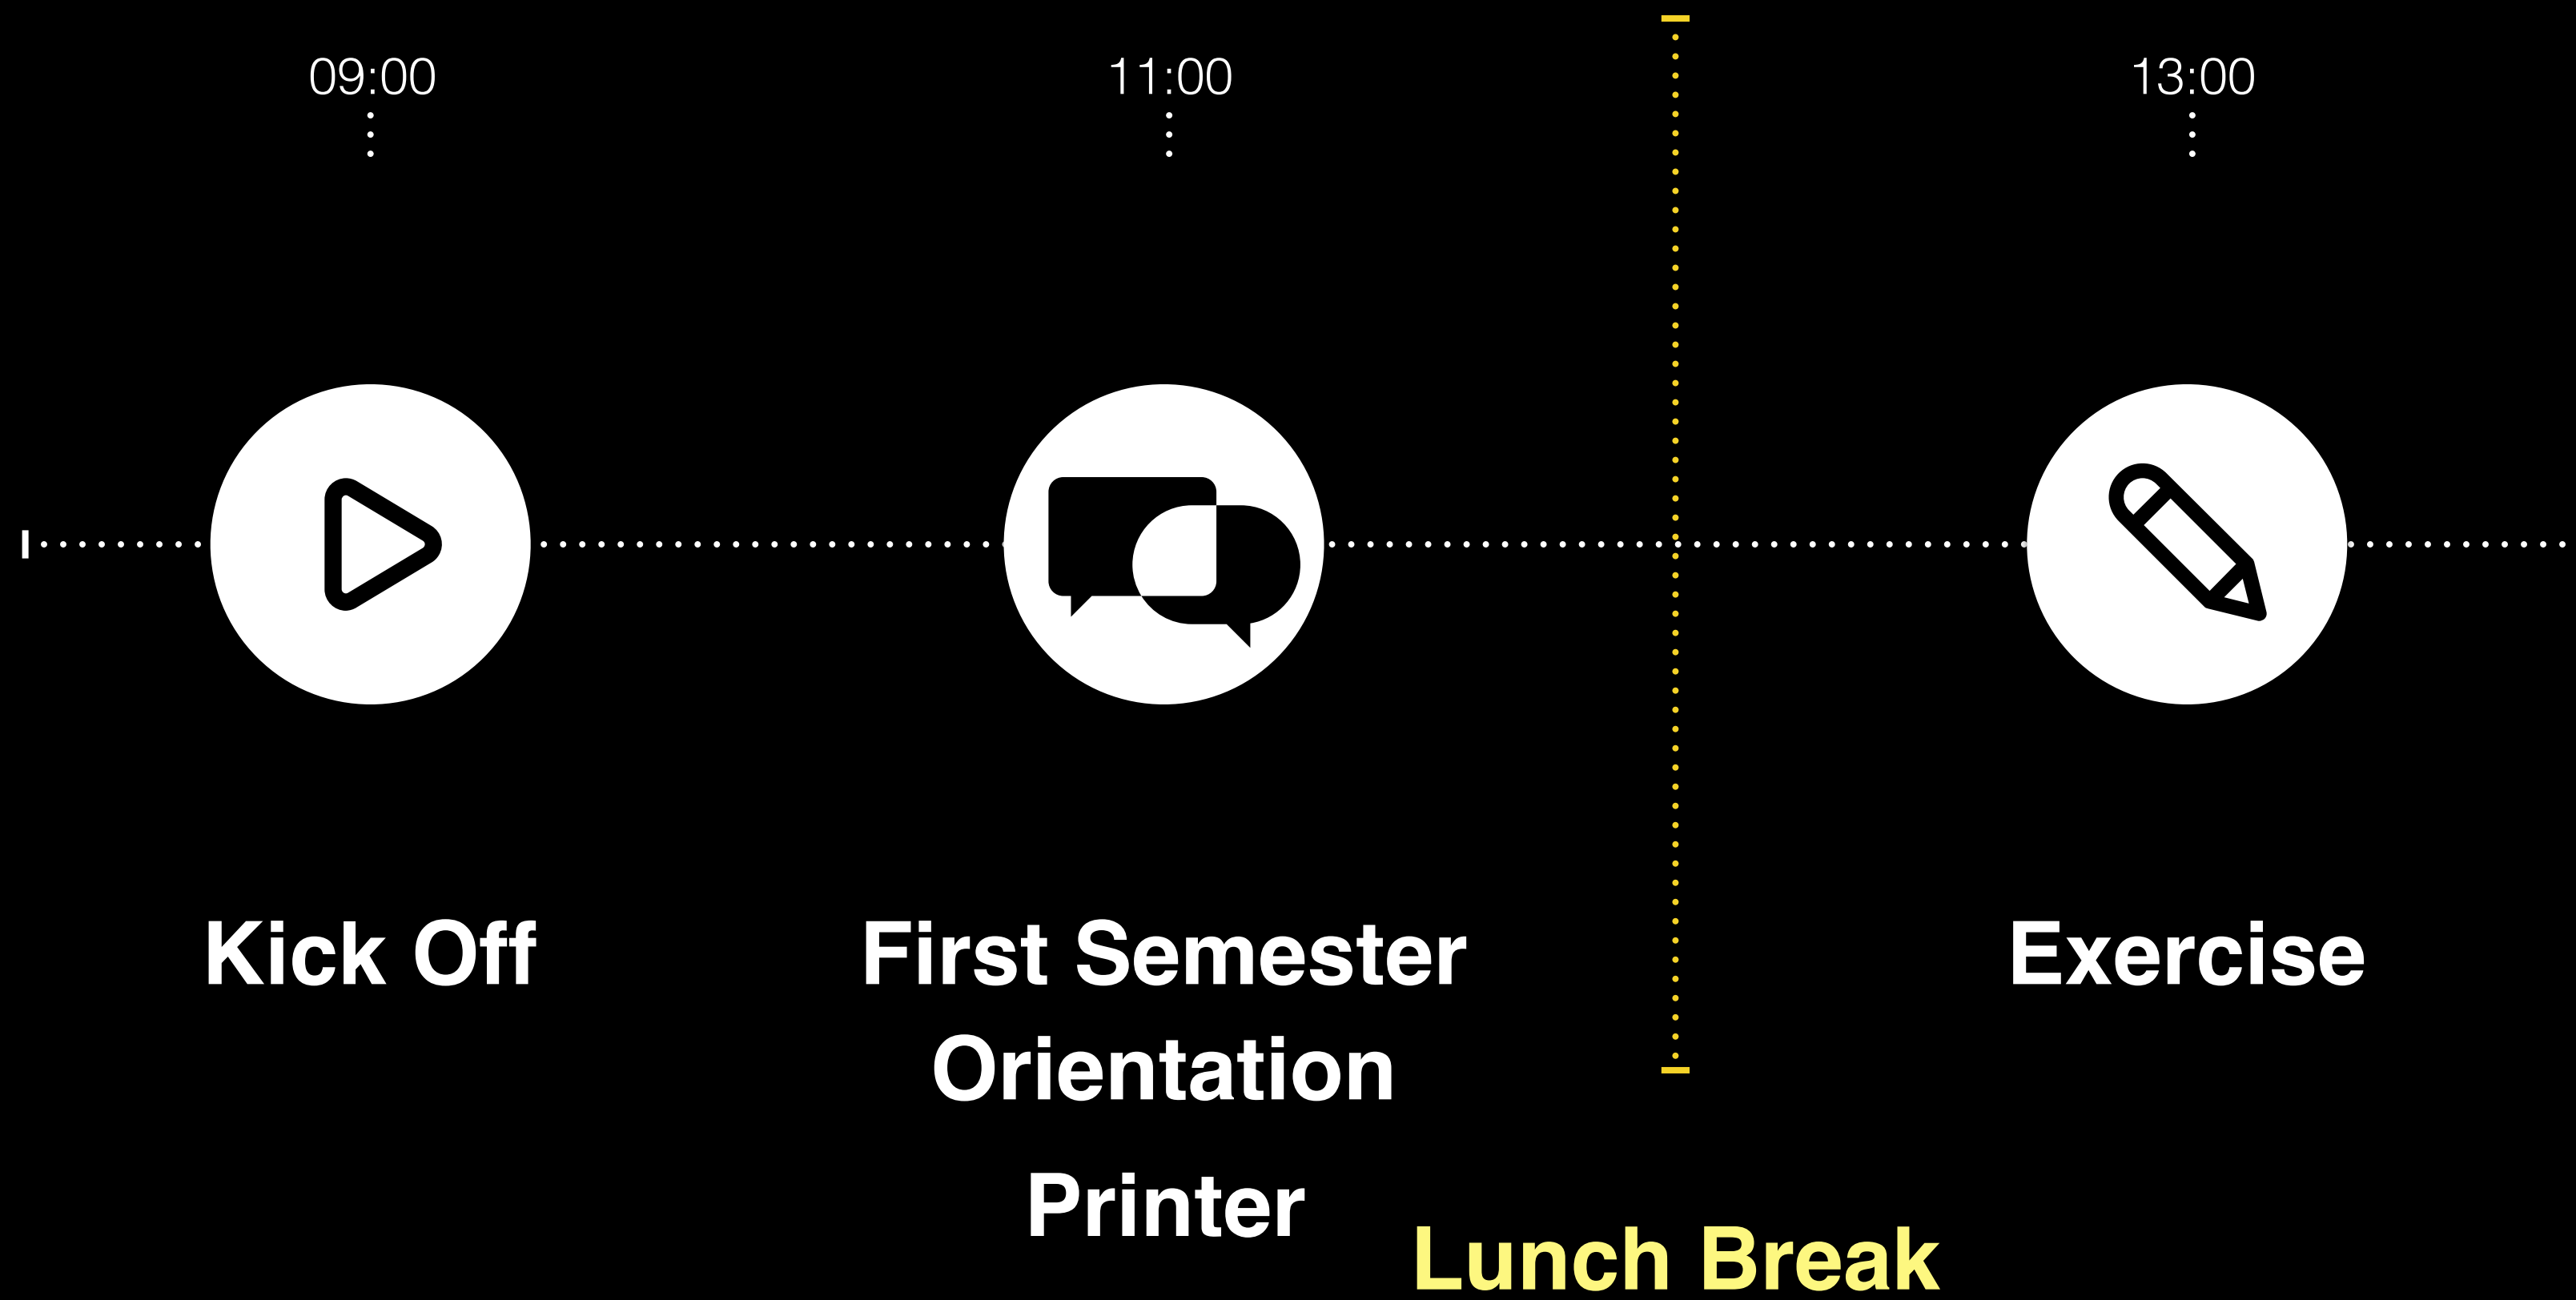 09:00
11:00
13:00
Kick Off
First Semester
Orientation
Printer
Exercise
Lunch Break